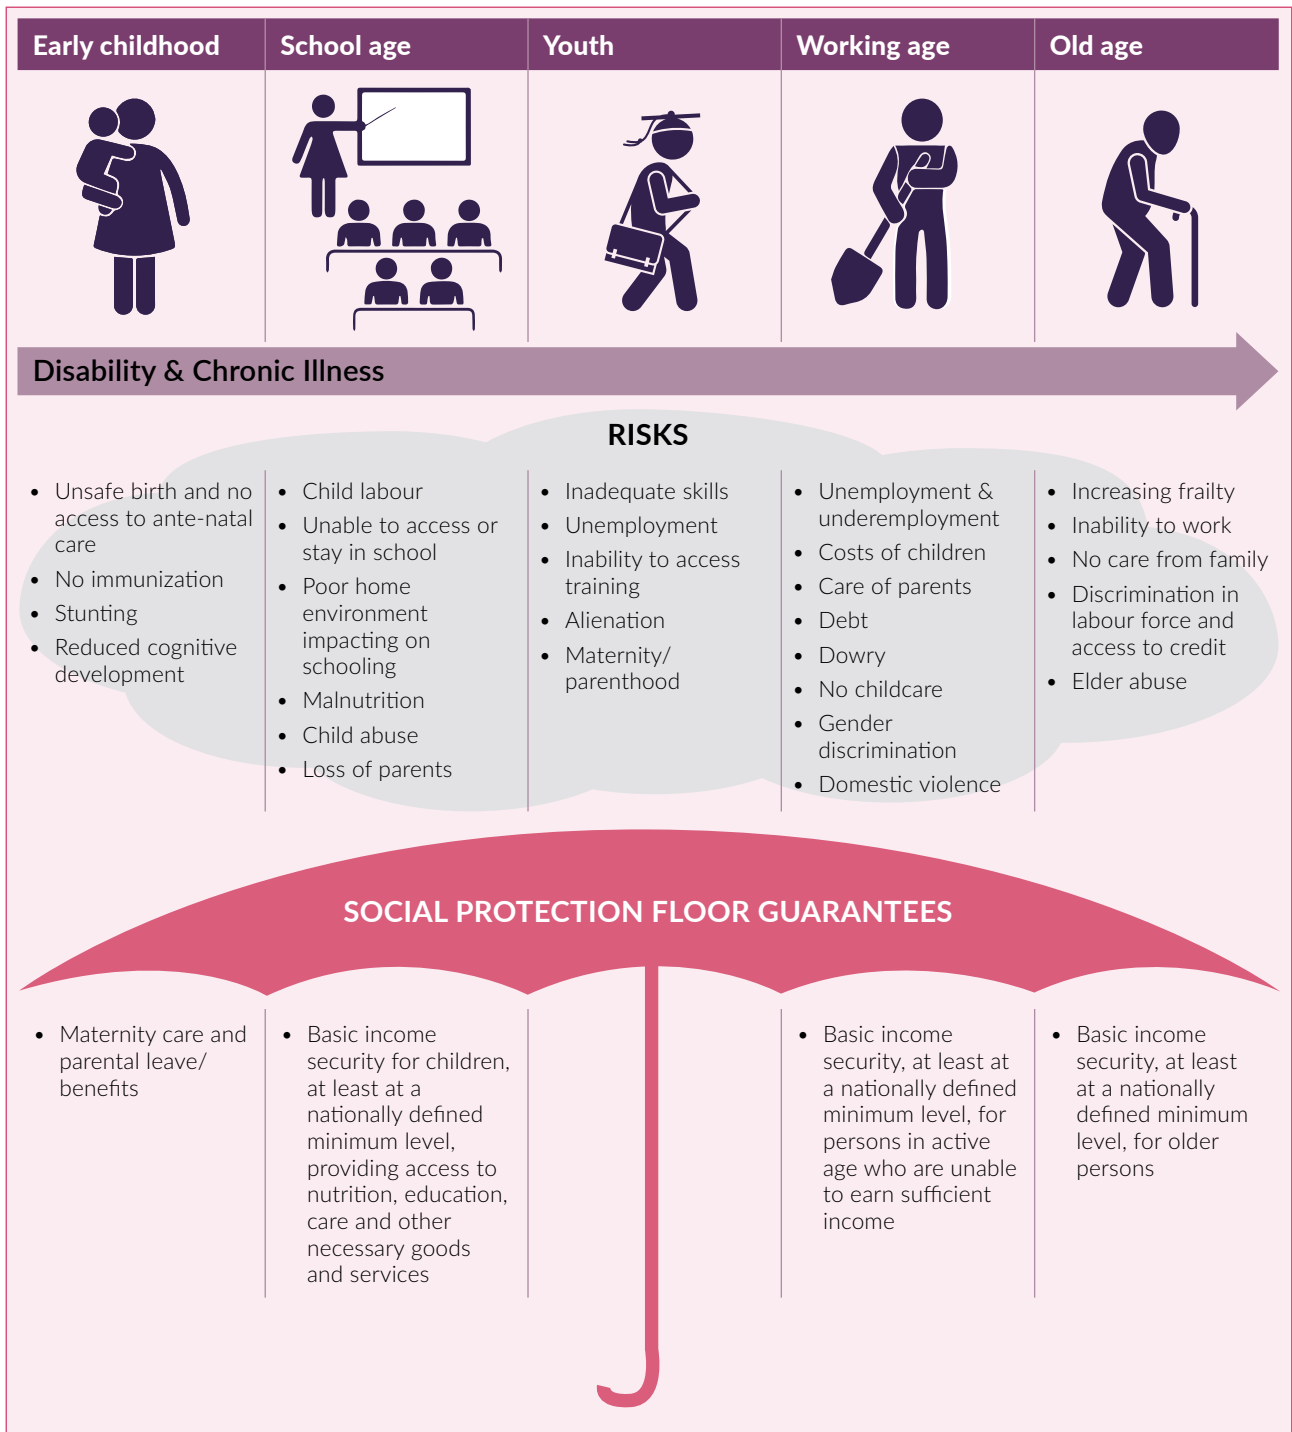 Early childhood
School age
Youth
Working age
Old age
Disability & Chronic Illness
RISKS
• Unsafe birth and no
access to ante-natal
care
• No immunization
• Stunting
• Reduced cognitive
development
• Child labour
• Unable to access or
stay in school
• Poor home
environment
impacting on
schooling
• Malnutrition
• Child abuse
• Loss of parents
• Inadequate skills
• Unemployment
• Inability to access
training
• Alienation
• Maternity/
parenthood
• Unemployment &
underemployment
• Costs of children
• Care of parents
• Debt
• Dowry
• No childcare
• Gender
discrimination
• Domestic violence
• Increasing frailty
• Inability to work
• No care from family
• Discrimination in
labour force and
access to credit
• Elder abuse
SOCIAL PROTECTION FLOOR GUARANTEES
• Maternity care and
parental leave/
benefits
• Basic income
security for children,
at least at a
nationally defined
minimum level,
providing access to
nutrition, education,
care and other
necessary goods
and services
• Basic income
security, at least at
a nationally defined
minimum level, for
persons in active
age who are unable
to earn sufficient
income
• Basic income
security, at least
at a nationally
defined minimum
level, for older
persons